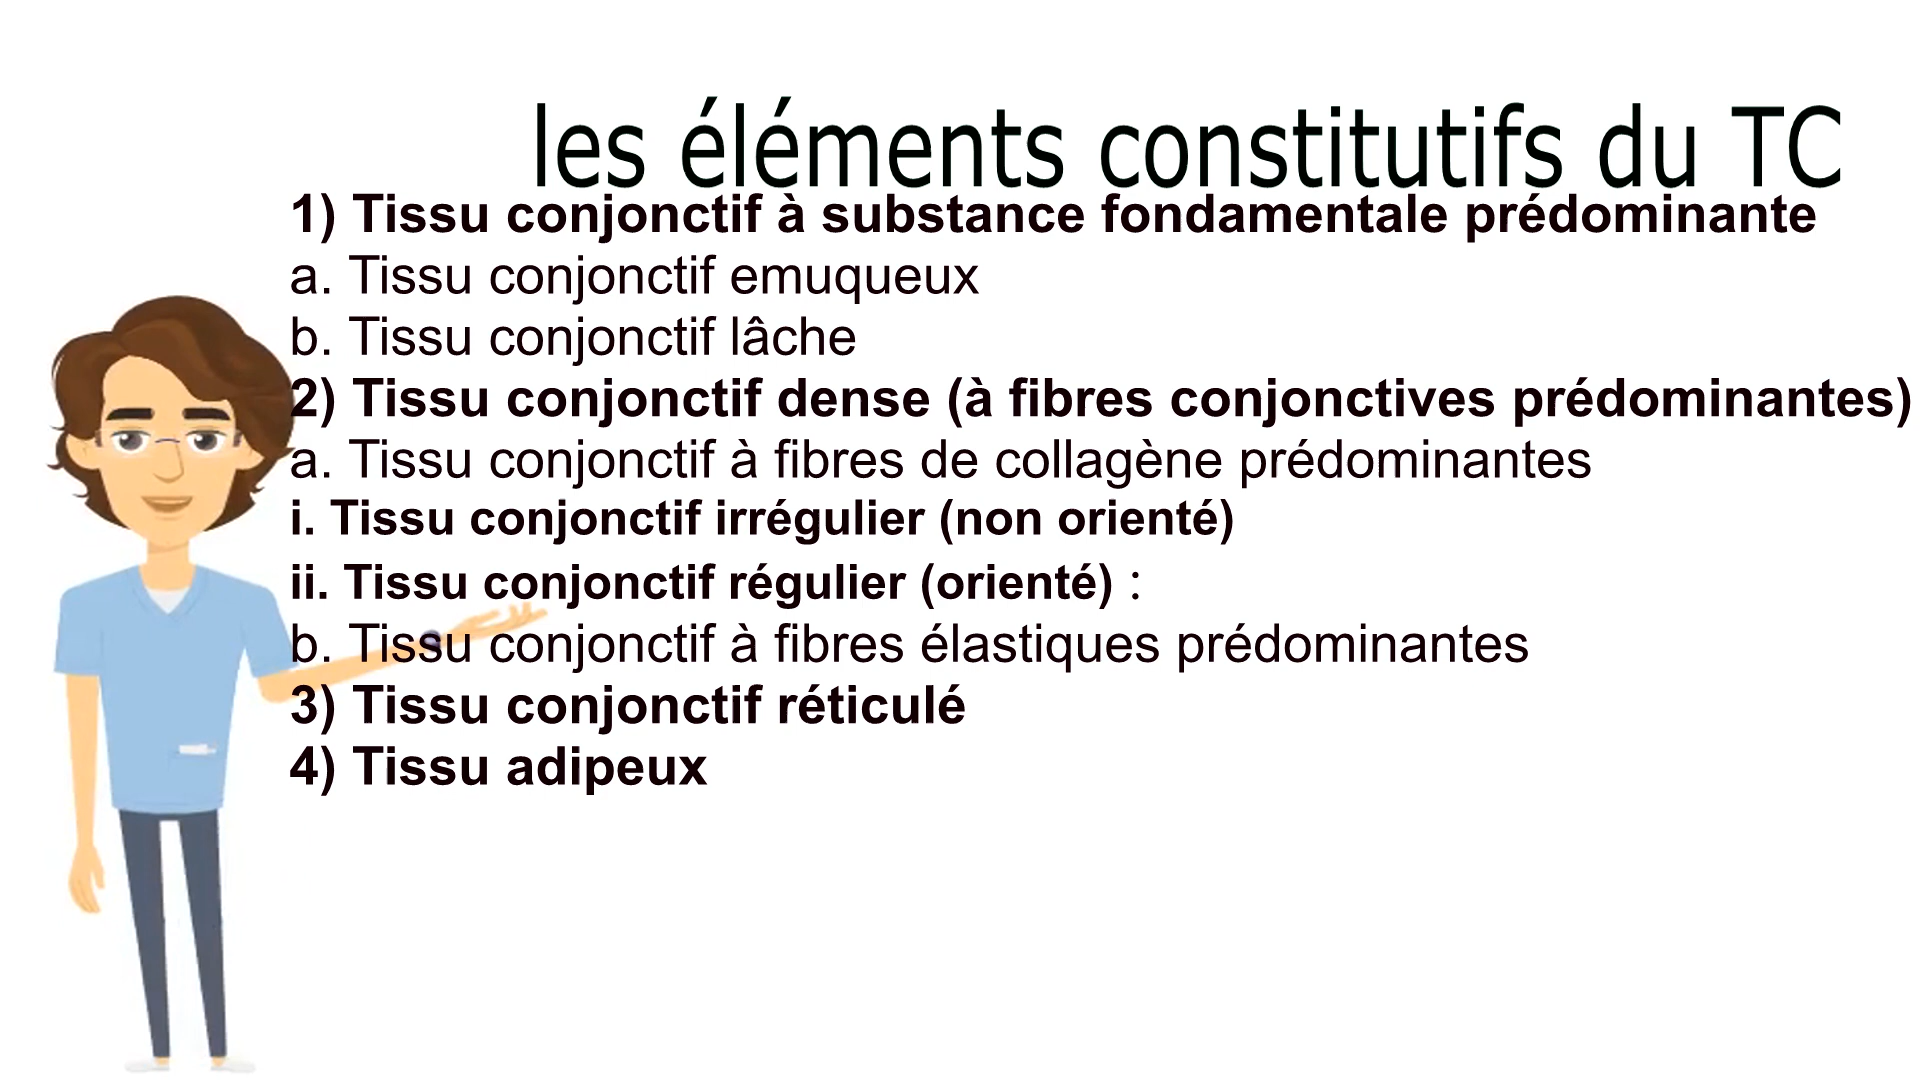 les éléments constitutifs du TC
1) Tissu conjonctif à substance fondamentale prédominante
a. Tissu conjonctif emuqueux
b. Tissu conjonctif lâche
2) Tissu conjonctif dense (à fibres conjonctives prédominantes)
a. Tissu conjonctif à fibres de collagène prédominantes
i. Tissu conjonctif irrégulier (non orienté)
ii. Tissu conjonctif régulier (orienté) :
b. Tissu conjonctif à fibres élastiques prédominantes
3) Tissu conjonctif réticulé
4) Tissu adipeux